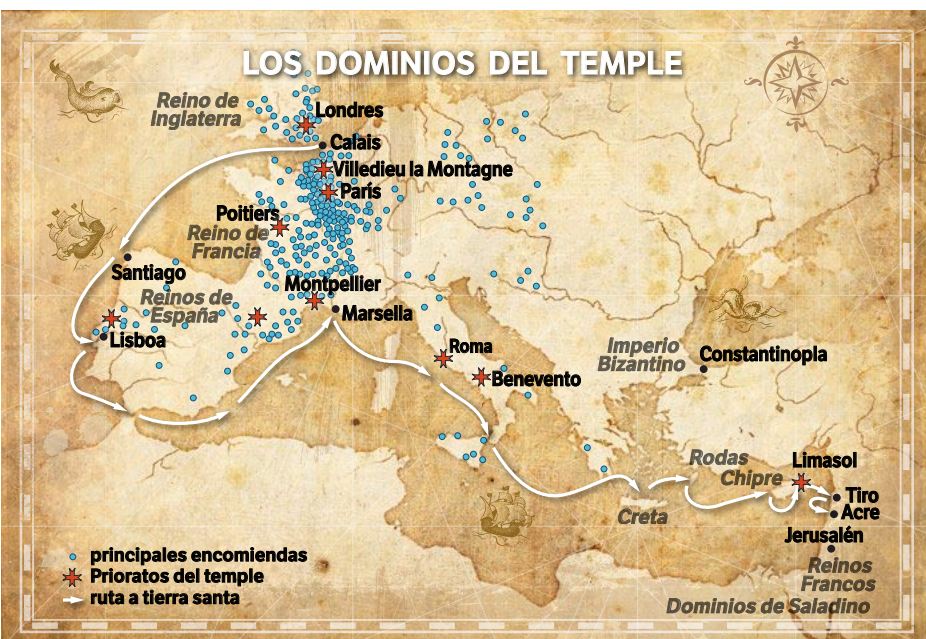 LOS DOMINIOS DEL TEMPLE
Reino de
Inglaterra
Londres
Calais
Villedieu la Montagne
París
Poitiers
Reino de
Francia
Santiago
Montpellier
Reinos de
España
Marsella
Lisboa
Roma
Benevento
Imperio
Bizantino
Constantinopla
Rodas
Chipre
Limasol
Tiro
Acre
Creta
Jerusalén
Reinos
Francos
Dominios de Saladino
principales encomiendas
Prioratos del temple
ruta a tierra santa